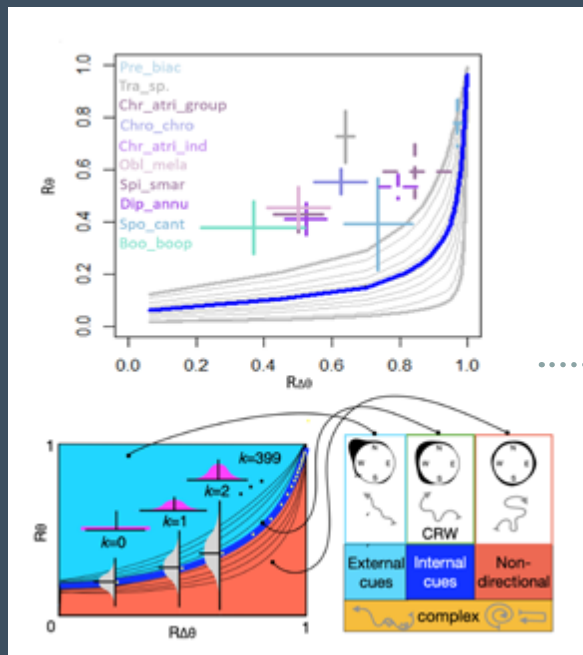 Pre_biac
Tra_sp.
Chr_atri_group
Chro_chro
Chr_atri_ind
Obl_mela
Spi_smar
Dip_annu
Spo_cant
Boo_boop
Rθ
1.0
0.8
0.6
0.4
0.2
0.0
0.0 0.2 0.4 0.6 0.8 1.0
RΔθ
1
Rθ
0
RΔθ
1
k=399
k=2
k=1
k=0
N
W E
S
N
W E
S
N
W E
S
CRW
External cues
Internal cues
Non-directional
complex